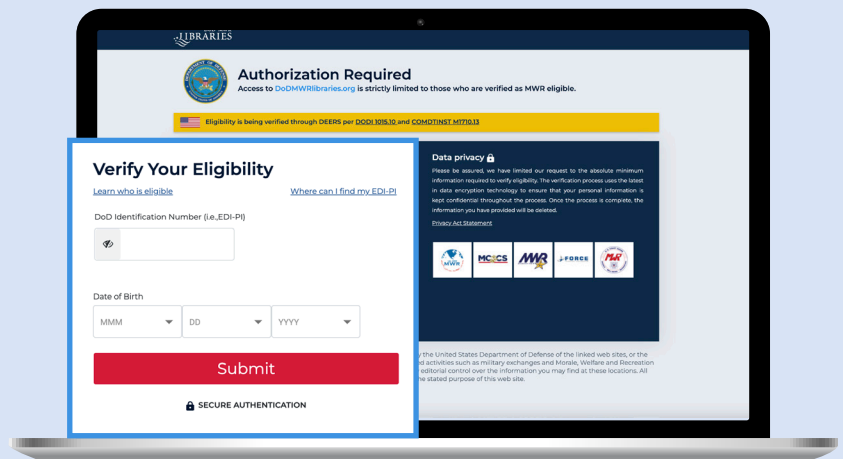 LIBRARIES
Authorization Required
Access to DoDMWRlibraries.org is strictly limited to those who are verified as MWR eligible.
Eligibility is being verified through DEERS per DODI 1015.10 and COMDTINST M1710.13
Verify Your Eligibility
Learn who is eligible
Where can I find my EDI-PI
DoD Identification Number (i.e.,EDI-PI)
Date of Birth
MMM
DD
YYYY
Submit
SECURE AUTHENTICATION
Data privacy
Please be assured, we have limited our request to the absolute minimum
information required to verify eligibility. The verification process uses the latest
in data encryption technology to ensure that your personal information is
kept confidential throughout the process. Once the process is complete, the
information you have provided will be deleted.
Privacy Act Statement
MWR
MCCS
MWR
FORCE
MWR
the United States Department of Defense of the linked web sites, or the
activities such as military exchanges and Morale, Welfare and Recreation
editorial control over the information you may find at these locations. All
stated purpose of this web site.